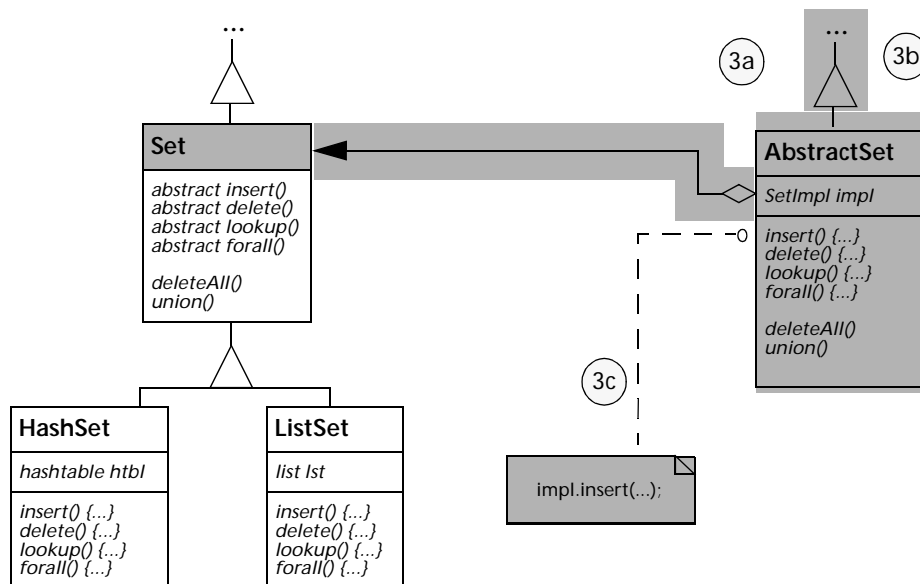 ...
...
3a
3b
Set
abstract insert()
abstract delete()
abstract lookup()
abstract forall()
deleteAll()
union()
AbstractSet
SetImpl impl
insert() {...}
delete() {...}
lookup() {...}
forall() {...}
deleteAll()
union()
3c
HashSet
hashtable htbl
insert() {...}
delete() {...}
lookup() {...}
forall() {...}
ListSet
list lst
insert() {...}
delete() {...}
lookup() {...}
forall() {...}
impl.insert(...);